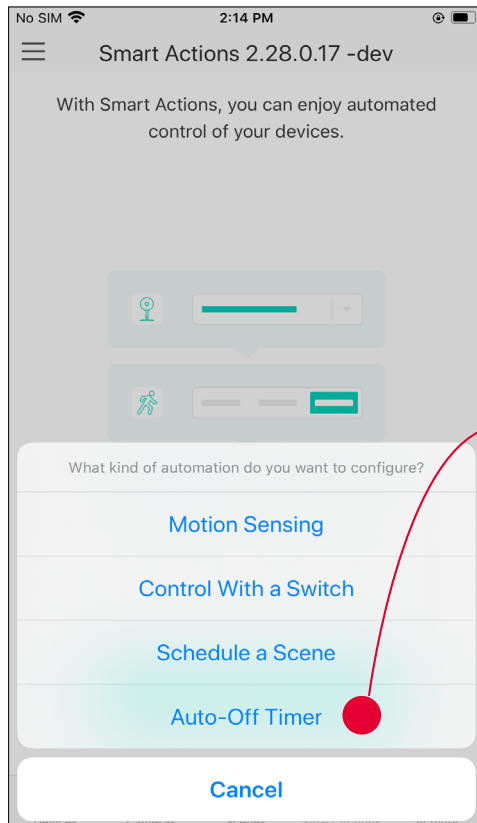 No SIM 2:14 PM
Smart Actions 2.28.0.17 -dev
With Smart Actions, you can enjoy automated
control of your devices.
What kind of automation do you want to configure?
Motion Sensing
Control With a Switch
Schedule a Scene
Auto-Off Timer
Cancel